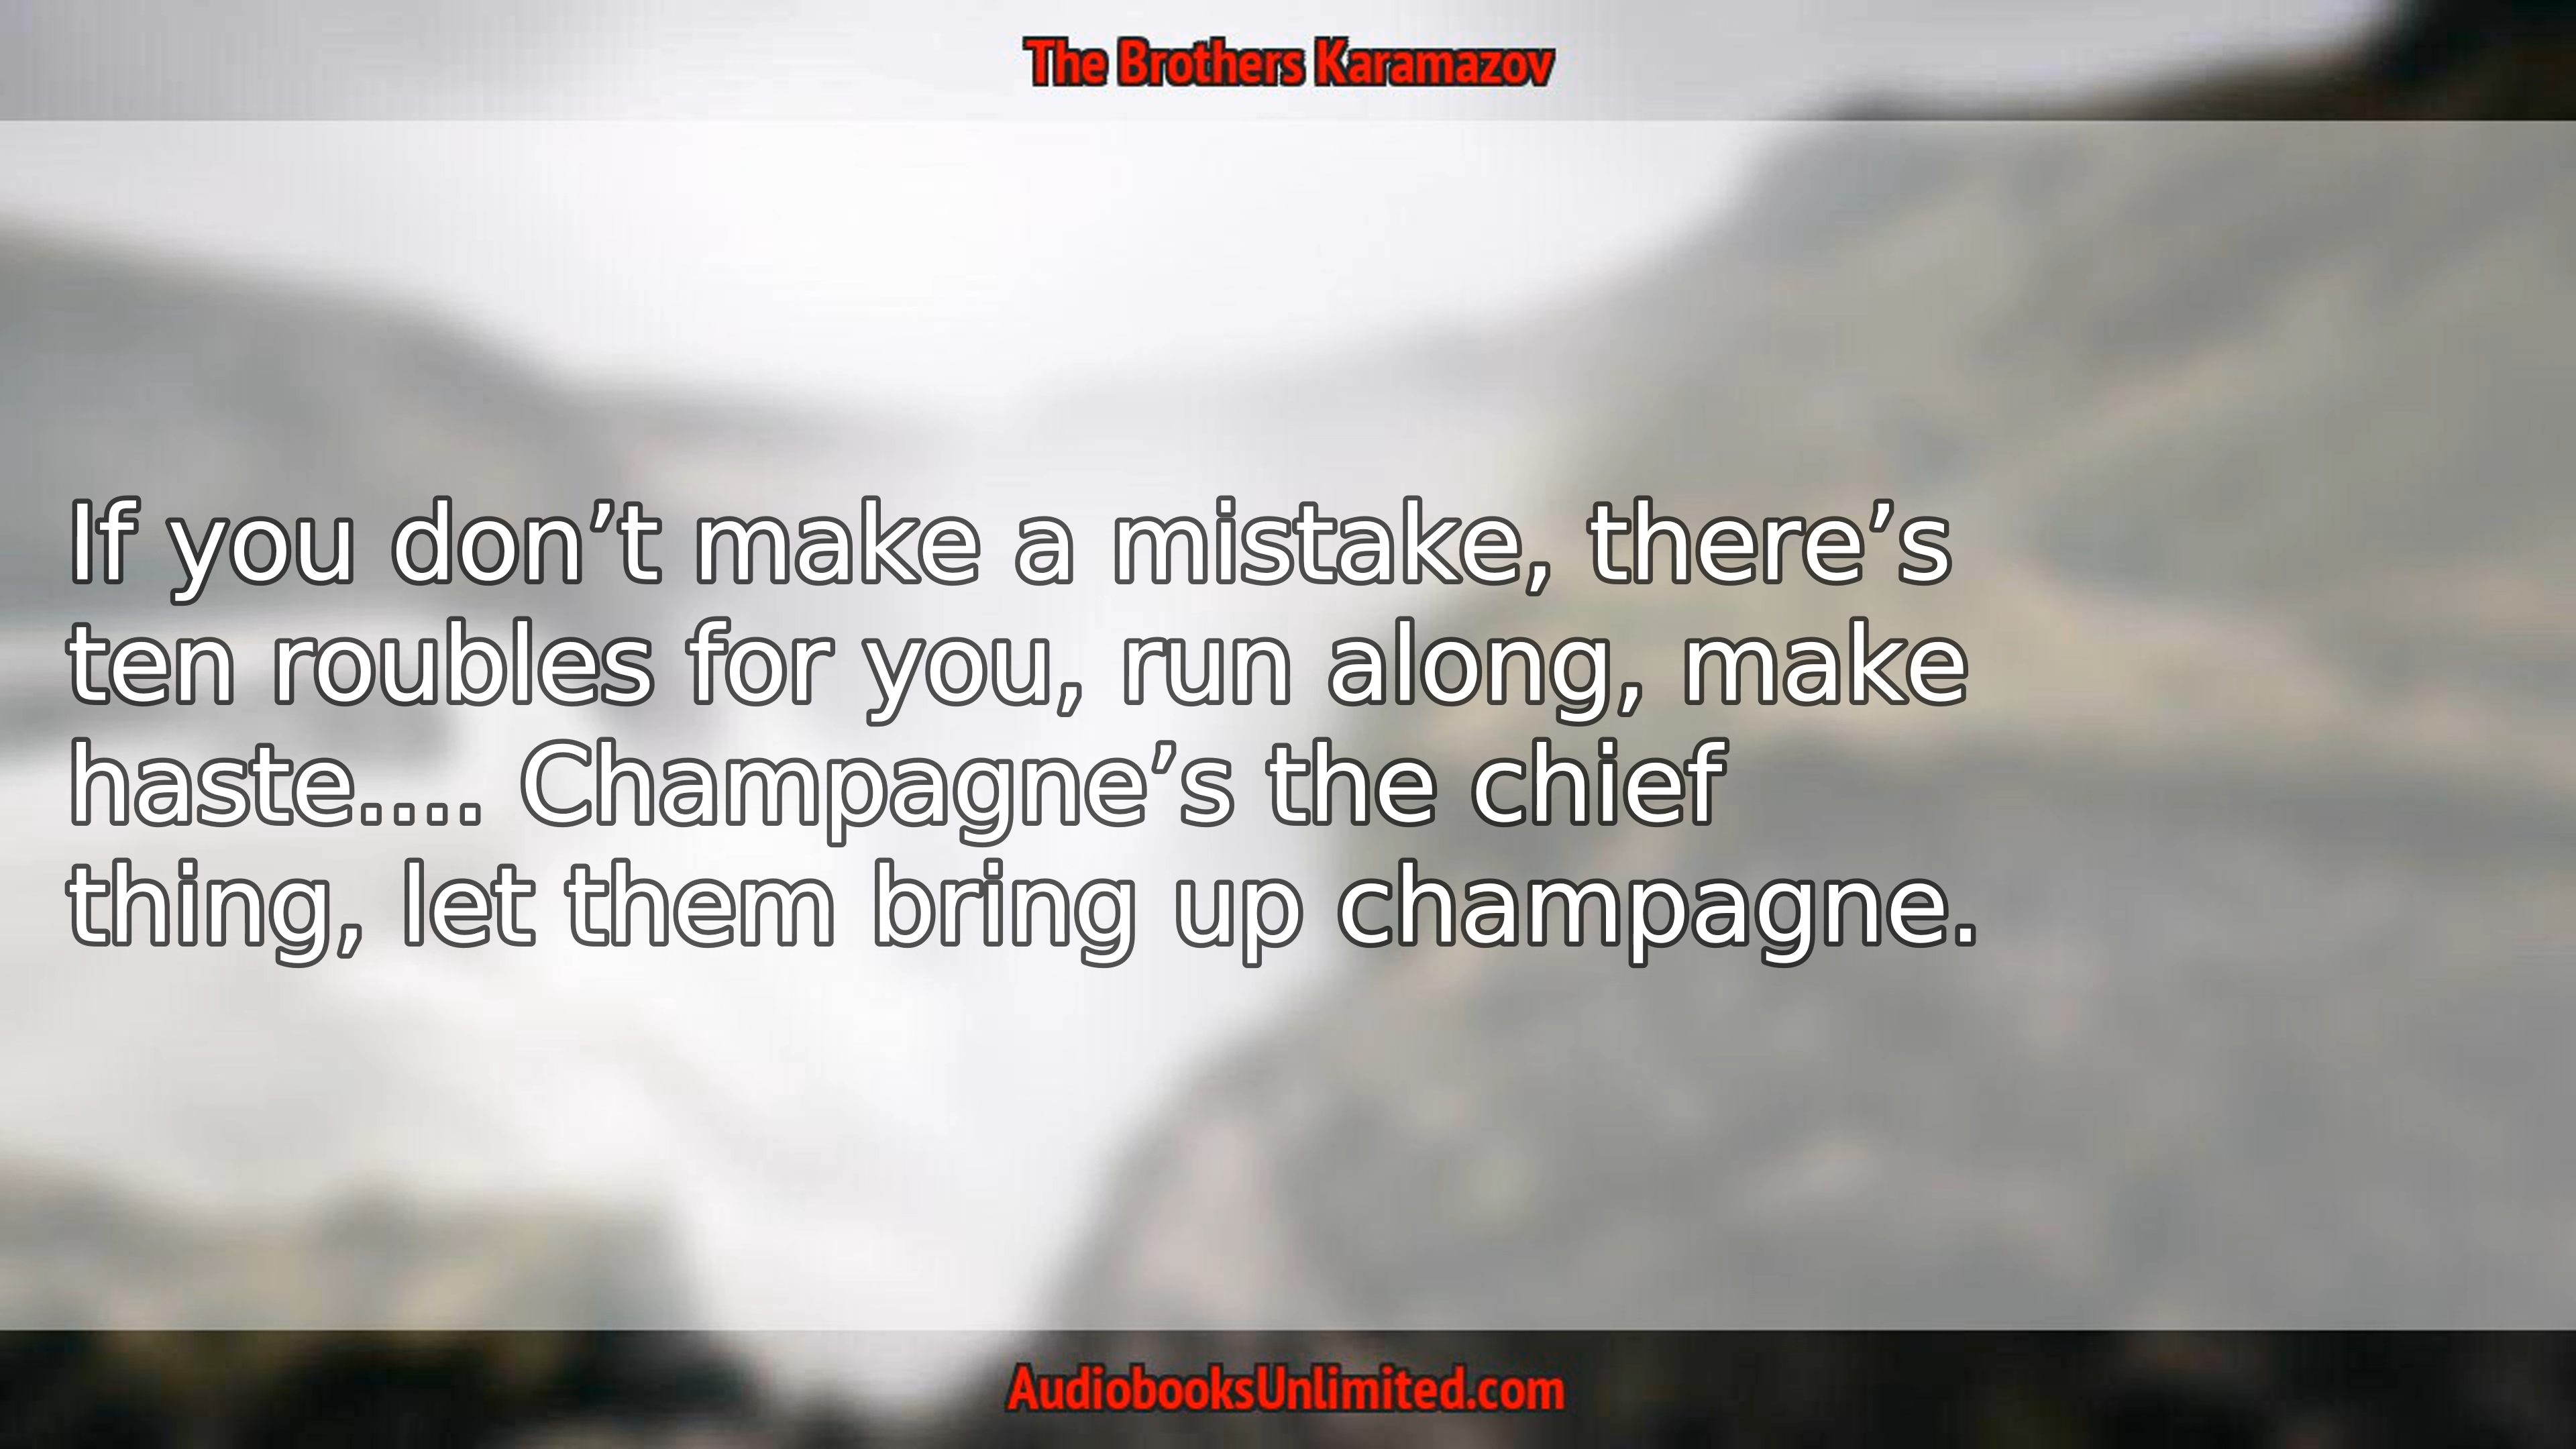 The Brothers Karamazov
If you don’t make a mistake, there’s
ten roubles for you, run along, make
haste.... Champagne’s the chief
thing, let them bring up champagne.
AudiobooksUnlimited.com